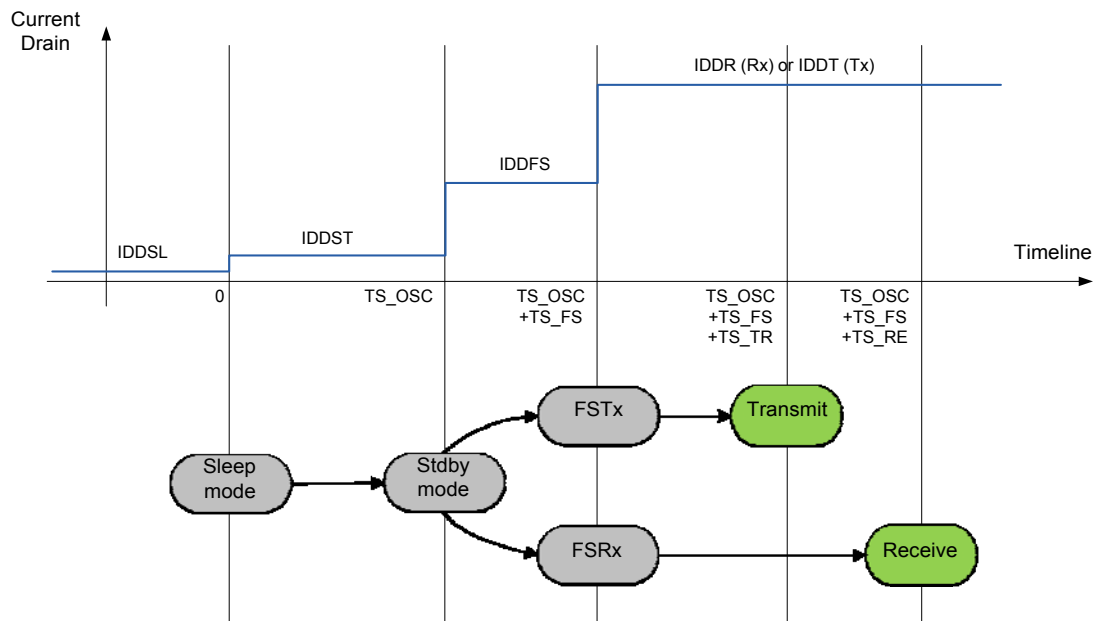 Current
Drain
IDDR (Rx) or IDDT (Tx)
IDDFS
IDDSL
IDDST
Timeline
0
TS_OSC
TS_OSC
+TS_FS
TS_OSC
+TS_FS
+TS_TR
TS_OSC
+TS_FS
+TS_RE
FSTx
Transmit
Sleep
mode
Stdby
mode
FSRx
Receive